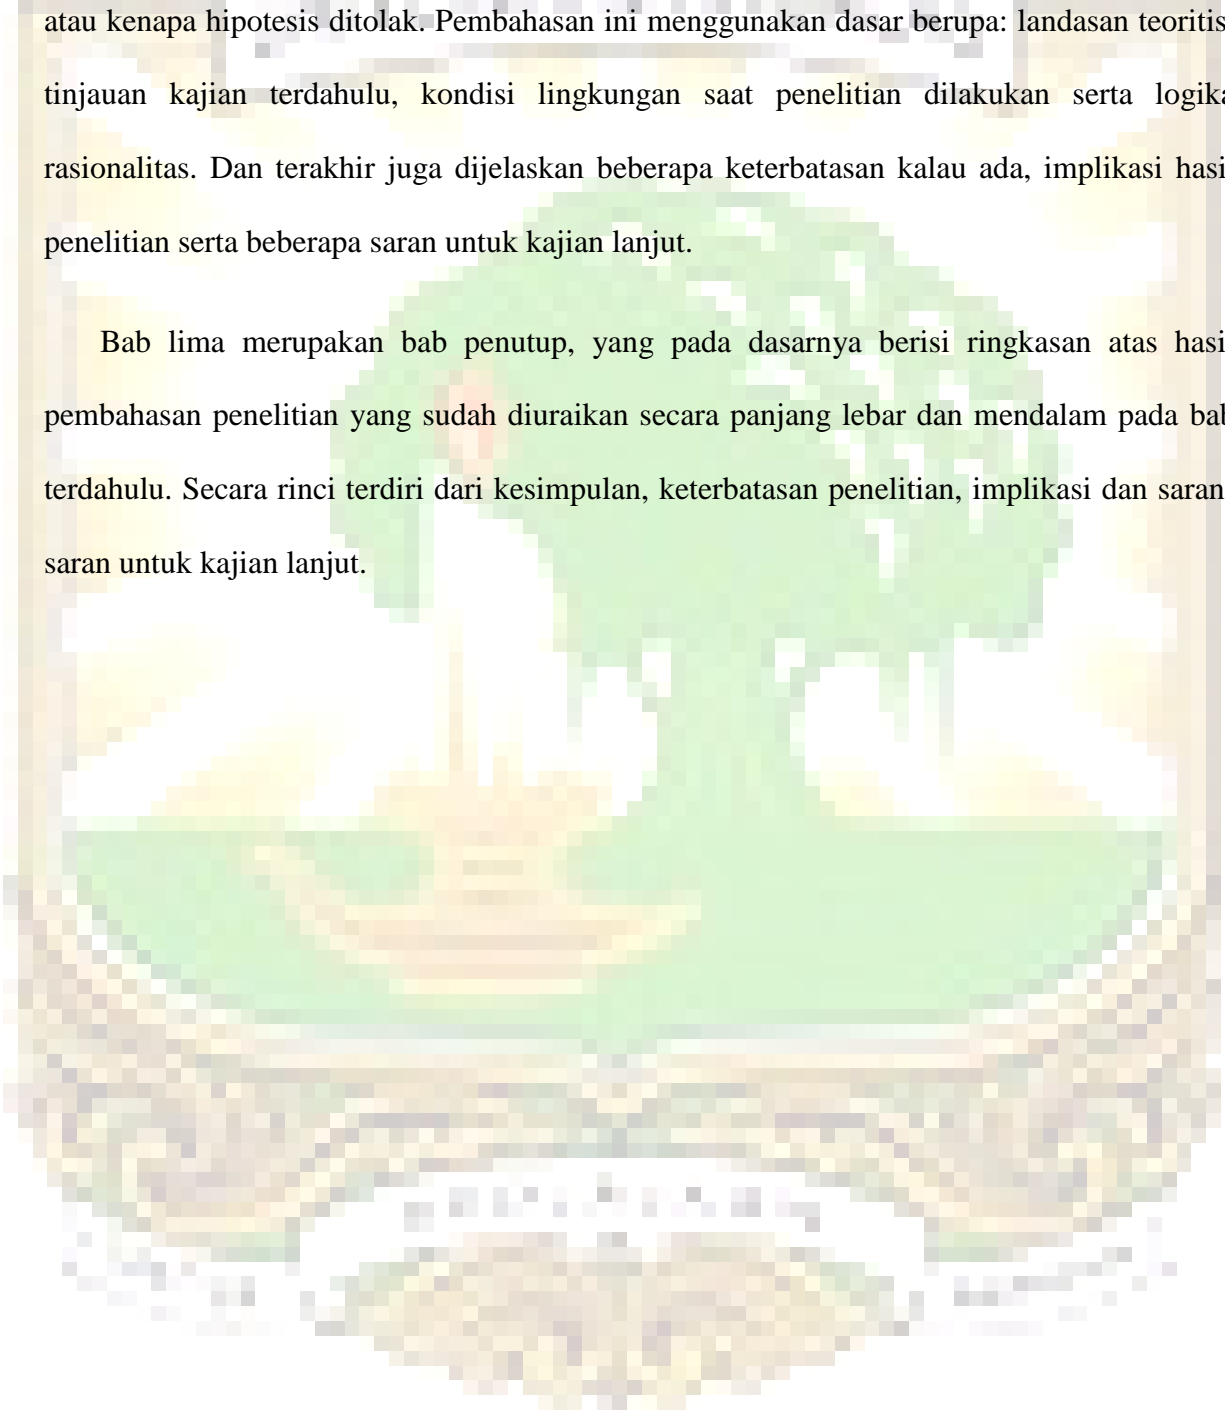 atau kenapa hipotesis ditolak. Pembahasan ini menggunakan dasar berupa: landasan teoritis
tinjauan kajian terdahulu, kondisi lingkungan saat penelitian dilakukan serta logika
rasionalitas. Dan terakhir juga dijelaskan beberapa keterbatasan kalau ada, implikasi hasi
penelitian serta beberapa saran untuk kajian lanjut.
Bab lima merupakan bab penutup, yang pada dasarnya berisi ringkasan atas hasi
pembahasan penelitian yang sudah diuraikan secara panjang lebar dan mendalam pada bab
terdahulu. Secara rinci terdiri dari kesimpulan, keterbatasan penelitian, implikasi dan saran
saran untuk kajian lanjut.